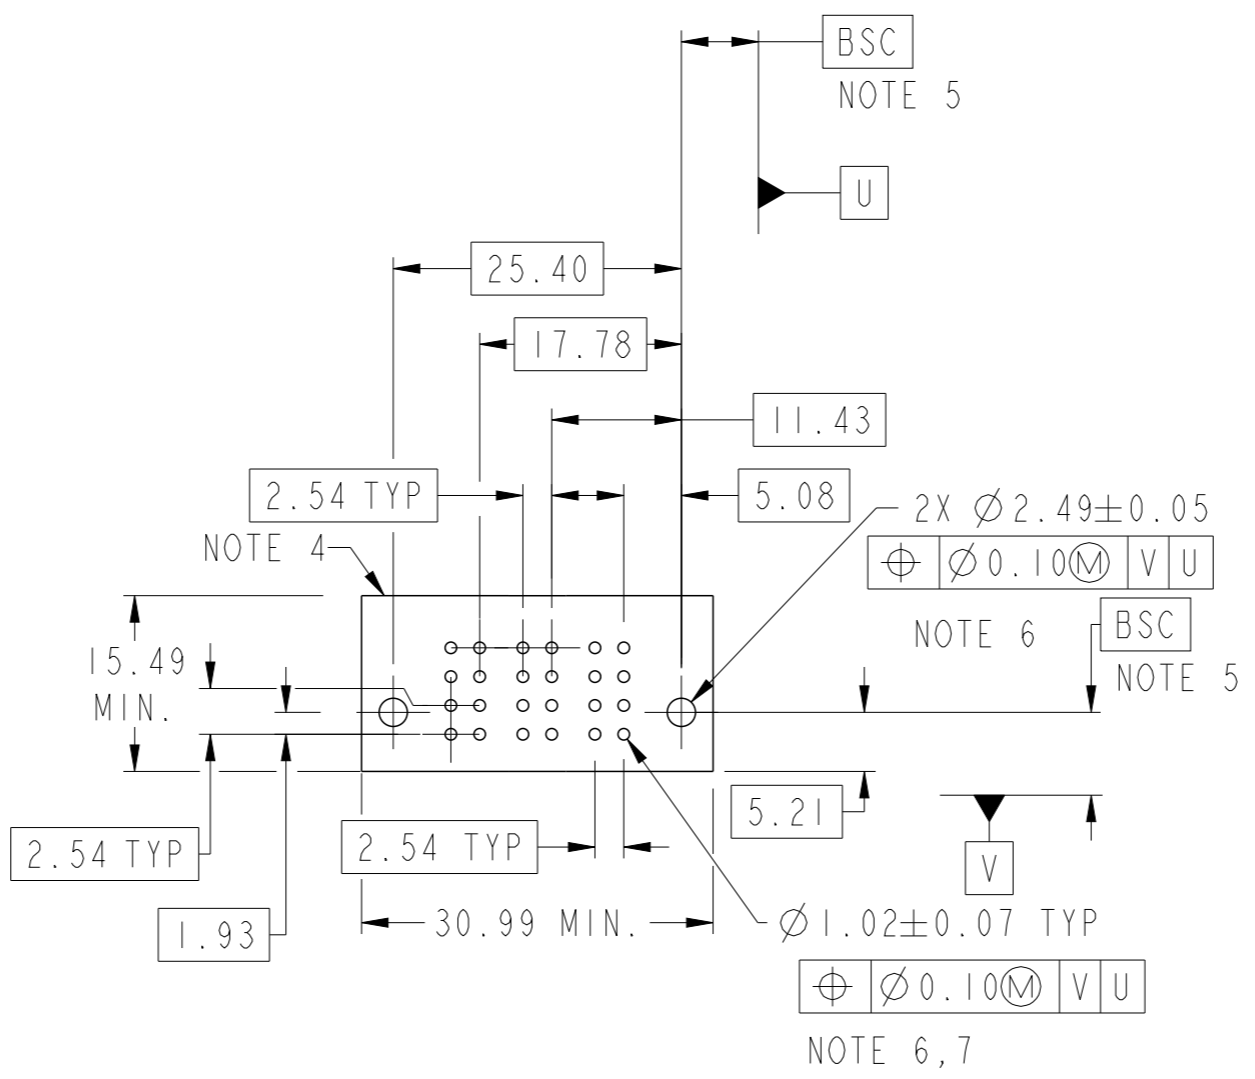 BSC
NOTE 5
U
25.40
17.78
11.43
2.54 TYP
5.08
2X ⌀2.49±0.05
⌖ ⌀0.10Ⓜ V U
NOTE 6
NOTE 4
BSC
NOTE 5
15.49
MIN.
5.21
2.54 TYP
2.54 TYP
V
1.93
30.99 MIN.
⌀1.02±0.07 TYP
⌖ ⌀0.10Ⓜ V U
NOTE 6,7